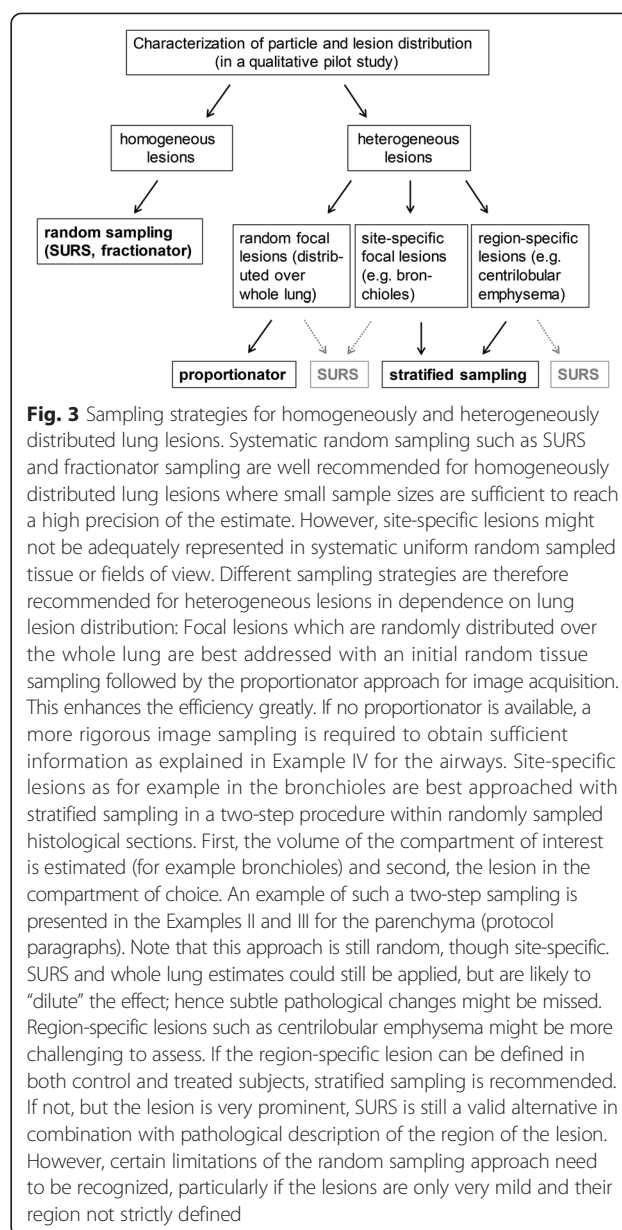 Characterization of particle and lesion distribution
(in a qualitative pilot study)
homogeneous
lesions
heterogeneous
lesions
random sampling
(SURS, fractionator)
random focal
lesions (distrib-
uted over
whole lung)
site-specific
focal lesions
(e.g. bron-
chioles)
region-specific
lesions (e.g.
centrilobular
emphysema)
proportionator
SURS
stratified sampling
SURS
Fig. 3 Sampling strategies for homogeneously and heterogeneously
distributed lung lesions. Systematic random sampling such as SURS
and fractionator sampling are well recommended for homogeneously
distributed lung lesions where small sample sizes are sufficient to reach
a high precision of the estimate. However, site-specific lesions might
not be adequately represented in systematic uniform random sampled
tissue or fields of view. Different sampling strategies are therefore
recommended for heterogeneous lesions in dependence on lung
lesion distribution: Focal lesions which are randomly distributed over
the whole lung are best addressed with an initial random tissue
sampling followed by the proportionator approach for image acquisition.
This enhances the efficiency greatly. If no proportionator is available, a
more rigorous image sampling is required to obtain sufficient
information as explained in Example IV for the airways. Site-specific
lesions as for example in the bronchioles are best approached with
stratified sampling in a two-step procedure within randomly sampled
histological sections. First, the volume of the compartment of interest
is estimated (for example bronchioles) and second, the lesion in the
compartment of choice. An example of such a two-step sampling is
presented in the Examples II and III for the parenchyma (protocol
paragraphs). Note that this approach is still random, though site-specific.
SURS and whole lung estimates could still be applied, but are likely to
“dilute” the effect; hence subtle pathological changes might be missed.
Region-specific lesions such as centrilobular emphysema might be more
challenging to assess. If the region-specific lesion can be defined in
both control and treated subjects, stratified sampling is recommended.
If not, but the lesion is very prominent, SURS is still a valid alternative in
combination with pathological description of the region of the lesion.
However, certain limitations of the random sampling approach need
to be recognized, particularly if the lesions are only very mild and their
region not strictly defined